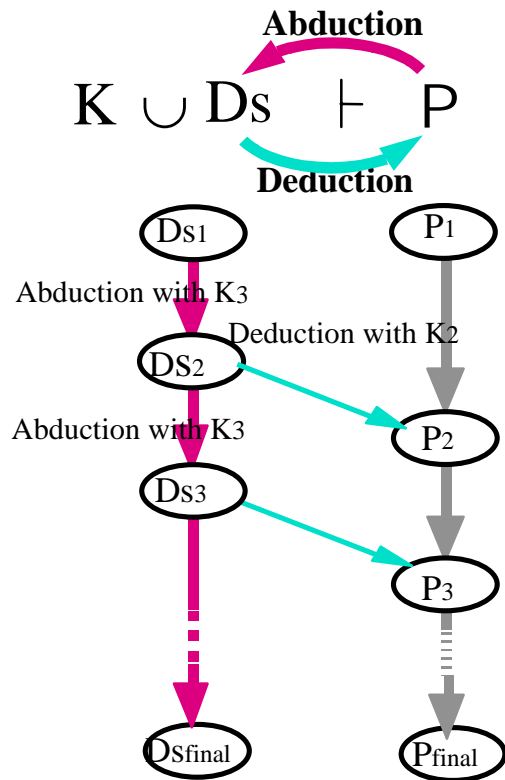 Abduction
K ∪ Ds ⊢ P
Deduction
Ds1 P1
Abduction with K3
Deduction with K2
Ds2
Abduction with K3
P2
Ds3
P3
Dsfinal Pfinal